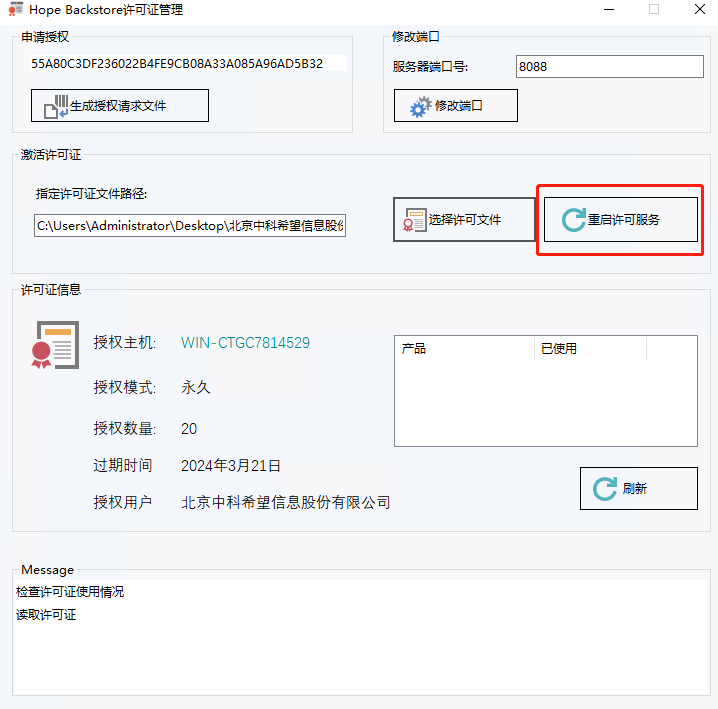 Hope Backstore许可证管理
申请授权
55A80C3DF236022B4FE9CB08A33A085A96AD5B32
生成授权请求文件
修改端口
服务器端口号:
8088
修改端口
激活许可证
指定许可证文件路径:
C:\Users\Administrator\Desktop\北京中科希望信息股份
选择许可文件
重启许可服务
许可证信息
授权主机:
WIN-CTGC7814529
授权模式:
永久
授权数量:
20
过期时间
2024年3月21日
授权用户
北京中科希望信息股份有限公司
产品
已使用
刷新
Message
检查许可证使用情况
读取许可证